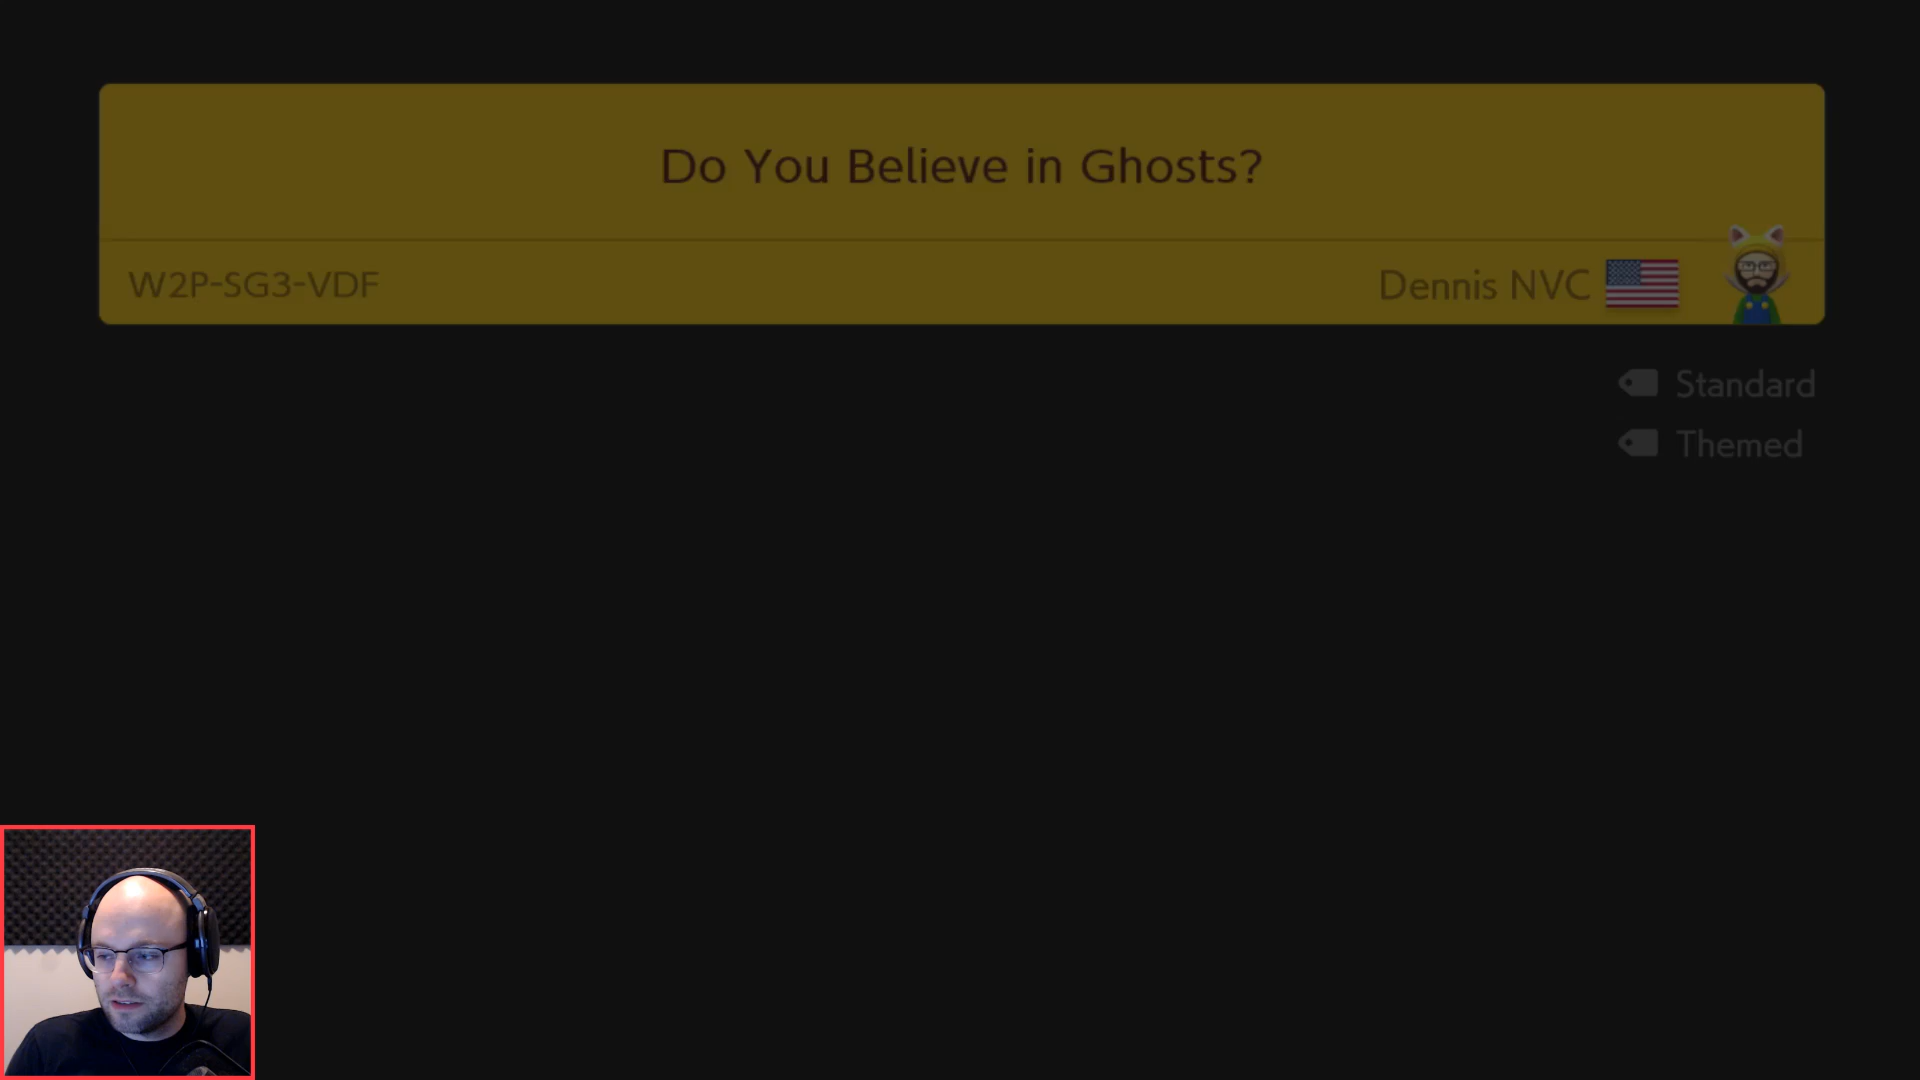 Do You Believe in Ghosts?
W2P-SG3-VDF
Dennis NVC
Standard
Themed